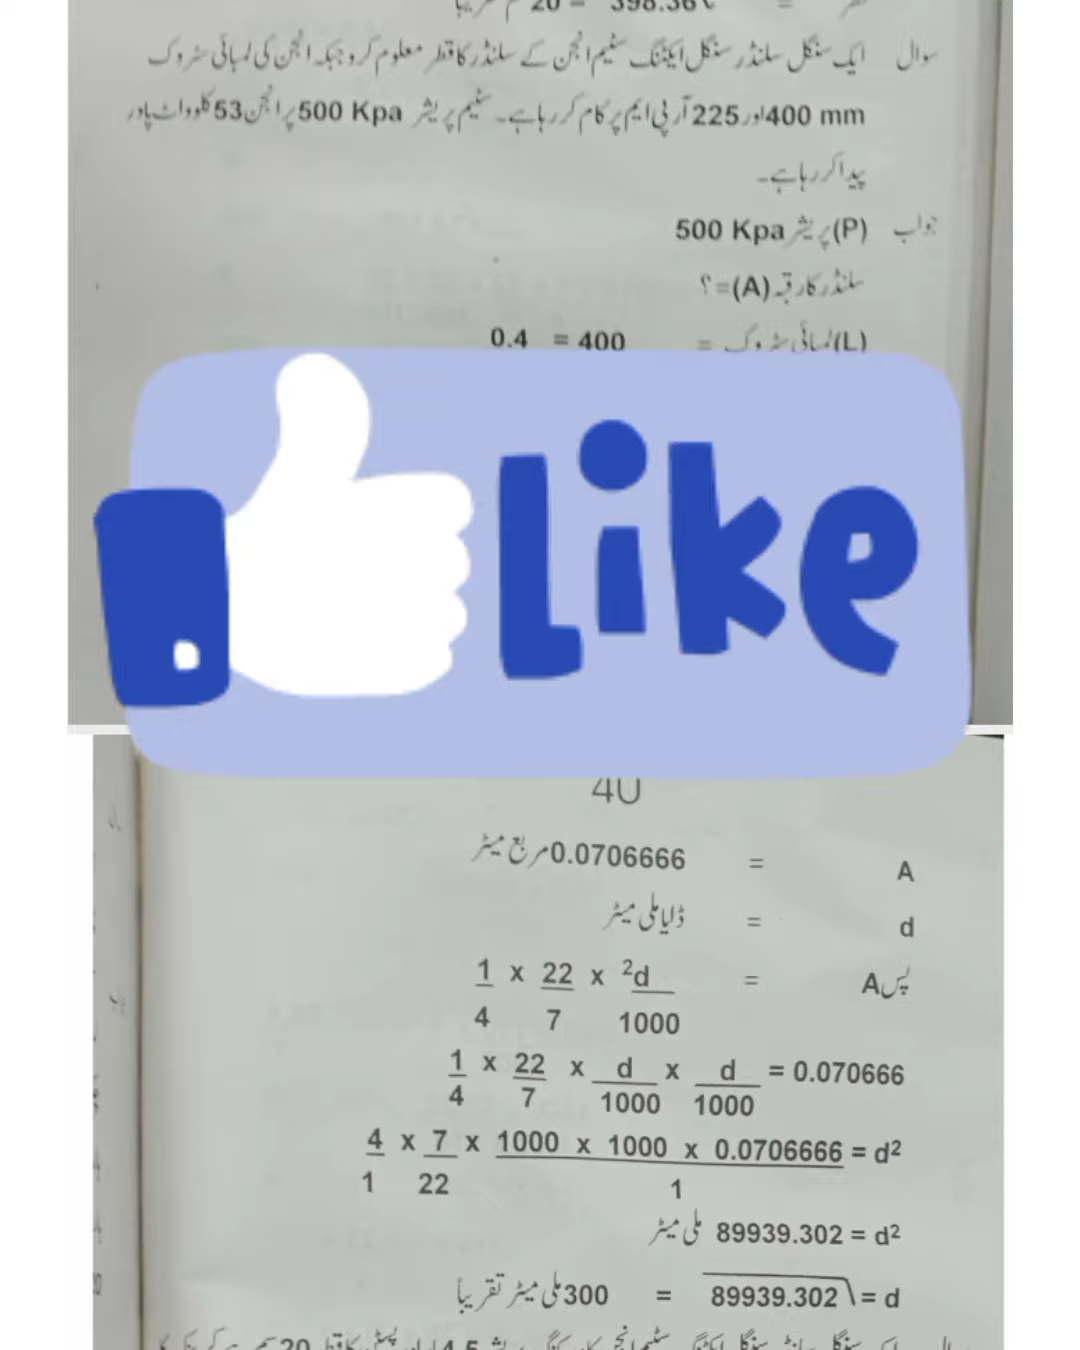 = 398.36 = 20
سوال ایک سنگل سلنڈر سنگل ایکٹنگ سٹیم انجن کے سلنڈر کا قطر معلوم کرو جبکہ انجن کی لمبائی سٹروک
400 mm اور 225 آر پی ایم پر کام کر رہا ہے۔ سٹیم پریشر 500 Kpa پر انجن 53 کلوواٹ پاور
پیدا کر رہا ہے۔
جواب (P) پریشر 500 Kpa
سلنڈر کا رقبہ (A) = ؟
(L) لمبائی سٹروک = 400 = 0.4
Like
4U
A = 0.0706666 مربع میٹر
d = ڈایا ملی میٹر
پس A = 1/4 x 22/7 x ²d/1000
1/4 x 22/7 x d/1000 x d/1000 = 0.070666
4/1 x 7/22 x 1000 x 1000 x 0.0706666/1 = d²
ملی میٹر 89939.302 = d²
300 ملی میٹر تقریباً = √89939.302 = d